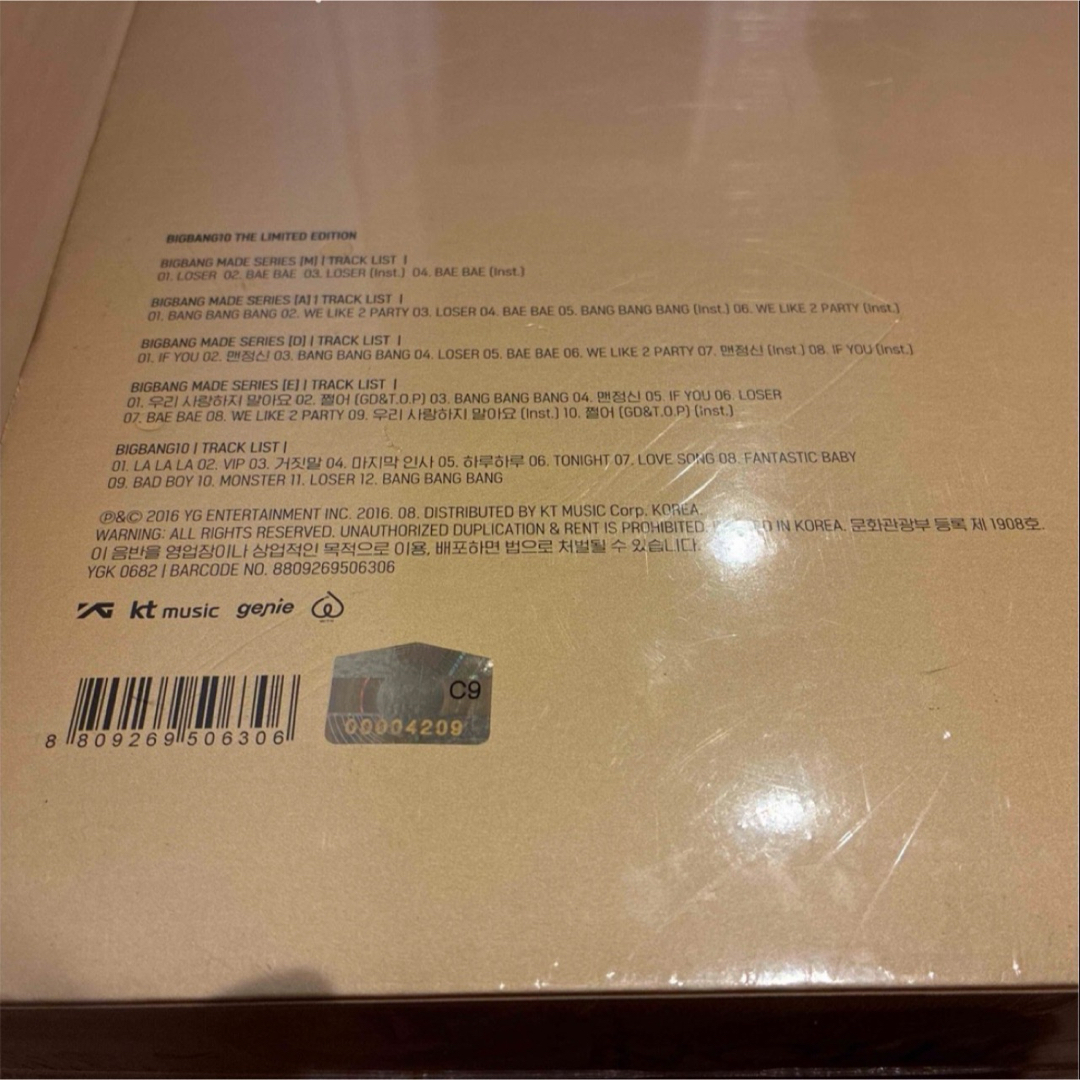 BIGBANG10 THE LIMITED EDITION
BIGBANG MADE SERIES [M] | TRACK LIST |
01. LOSER 02. BAE BAE 03. LOSER (Inst.) 04. BAE BAE (Inst.)
BIGBANG MADE SERIES [A] | TRACK LIST |
01. BANG BANG BANG 02. WE LIKE 2 PARTY 03. LOSER 04. BAE BAE 05. BANG BANG BANG (Inst.) 06. WE LIKE 2 PARTY (Inst.)
BIGBANG MADE SERIES [D] | TRACK LIST |
01. IF YOU 02. 맨정신 03. BANG BANG BANG 04. LOSER 05. BAE BAE 06. WE LIKE 2 PARTY 07. 맨정신 (Inst.) 08. IF YOU (Inst.)
BIGBANG MADE SERIES [E] | TRACK LIST |
01. 우리 사랑하지 말아요 02. 쩔어 (GD&T.O.P) 03. BANG BANG BANG 04. 맨정신 05. IF YOU 06. LOSER
07. BAE BAE 08. WE LIKE 2 PARTY 09. 우리 사랑하지 말아요 (Inst.) 10. 쩔어 (GD&T.O.P) (Inst.)
BIGBANG10 | TRACK LIST |
01. LA LA LA 02. VIP 03. 거짓말 04. 마지막 인사 05. 하루하루 06. TONIGHT 07. LOVE SONG 08. FANTASTIC BABY
09. BAD BOY 10. MONSTER 11. LOSER 12. BANG BANG BANG
℗&© 2016 YG ENTERTAINMENT INC. 2016. 08. DISTRIBUTED BY KT MUSIC Corp. KOREA.
WARNING: ALL RIGHTS RESERVED. UNAUTHORIZED DUPLICATION & RENT IS PROHIBITED. IN KOREA. 문화관광부 등록 제 1908호.
이 음반을 영업장이나 상업적인 목적으로 이용, 배포하면 법으로 처벌될 수 있습니다.
YGK 0682 | BARCODE NO. 8809269506306
YG kt music genie
C9
00004209
8 809269 506306